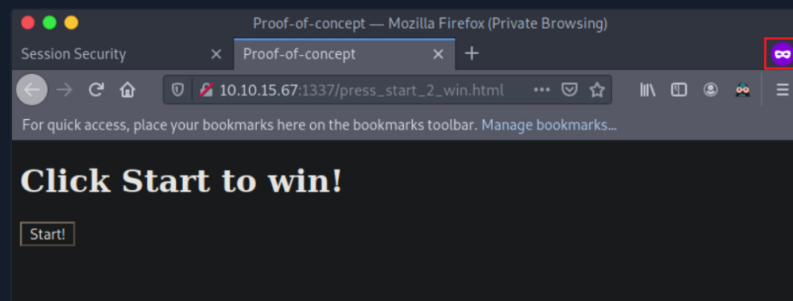 Proof-of-concept — Mozilla Firefox (Private Browsing)
Session Security
Proof-of-concept
10.10.15.67:1337/press_start_2_win.html
For quick access, place your bookmarks here on the bookmarks toolbar. Manage bookmarks...
Click Start to win!
Start!